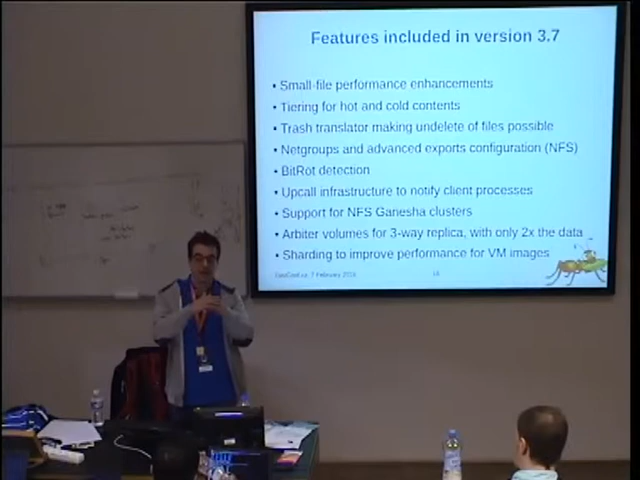 Features included in version 3.7
• Small-file performance enhancements
• Tiering for hot and cold contents
• Trash translator making undelete of files possible
• Netgroups and advanced exports configuration (NFS)
• BitRot detection
• Upcall infrastructure to notify client processes
• Support for NFS Ganesha clusters
• Arbiter volumes for 3-way replica, with only 2x the data
• Sharding to improve performance for VM images
7 February 2015